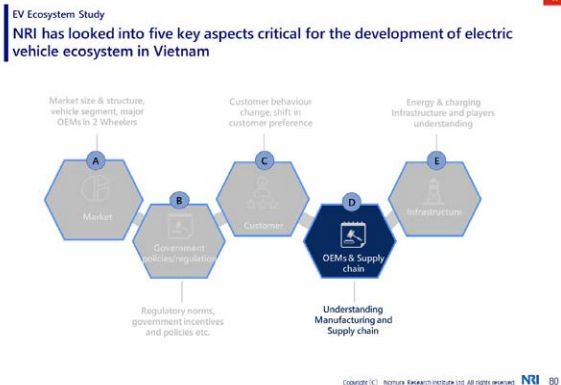 EV Ecosystem Study
NRI has looked into five key aspects critical for the development of electric
vehicle ecosystem in Vietnam
Market size & structure,
vehicle segment, major
OEMs in 2 Wheelers
Customer behaviour
change, shift in
customer preference
Energy & charging
Infrastructure and players
understanding
A
Market
B
Government
policies/regulation
C
Customer
D
OEMs & Supply
chain
E
Infrastructure
Regulatory norms,
government incentives
and policies etc.
Understanding
Manufacturing and
Supply chain
Copyright (C) Nomura Research Institute Ltd. All rights reserved.
NRI
80